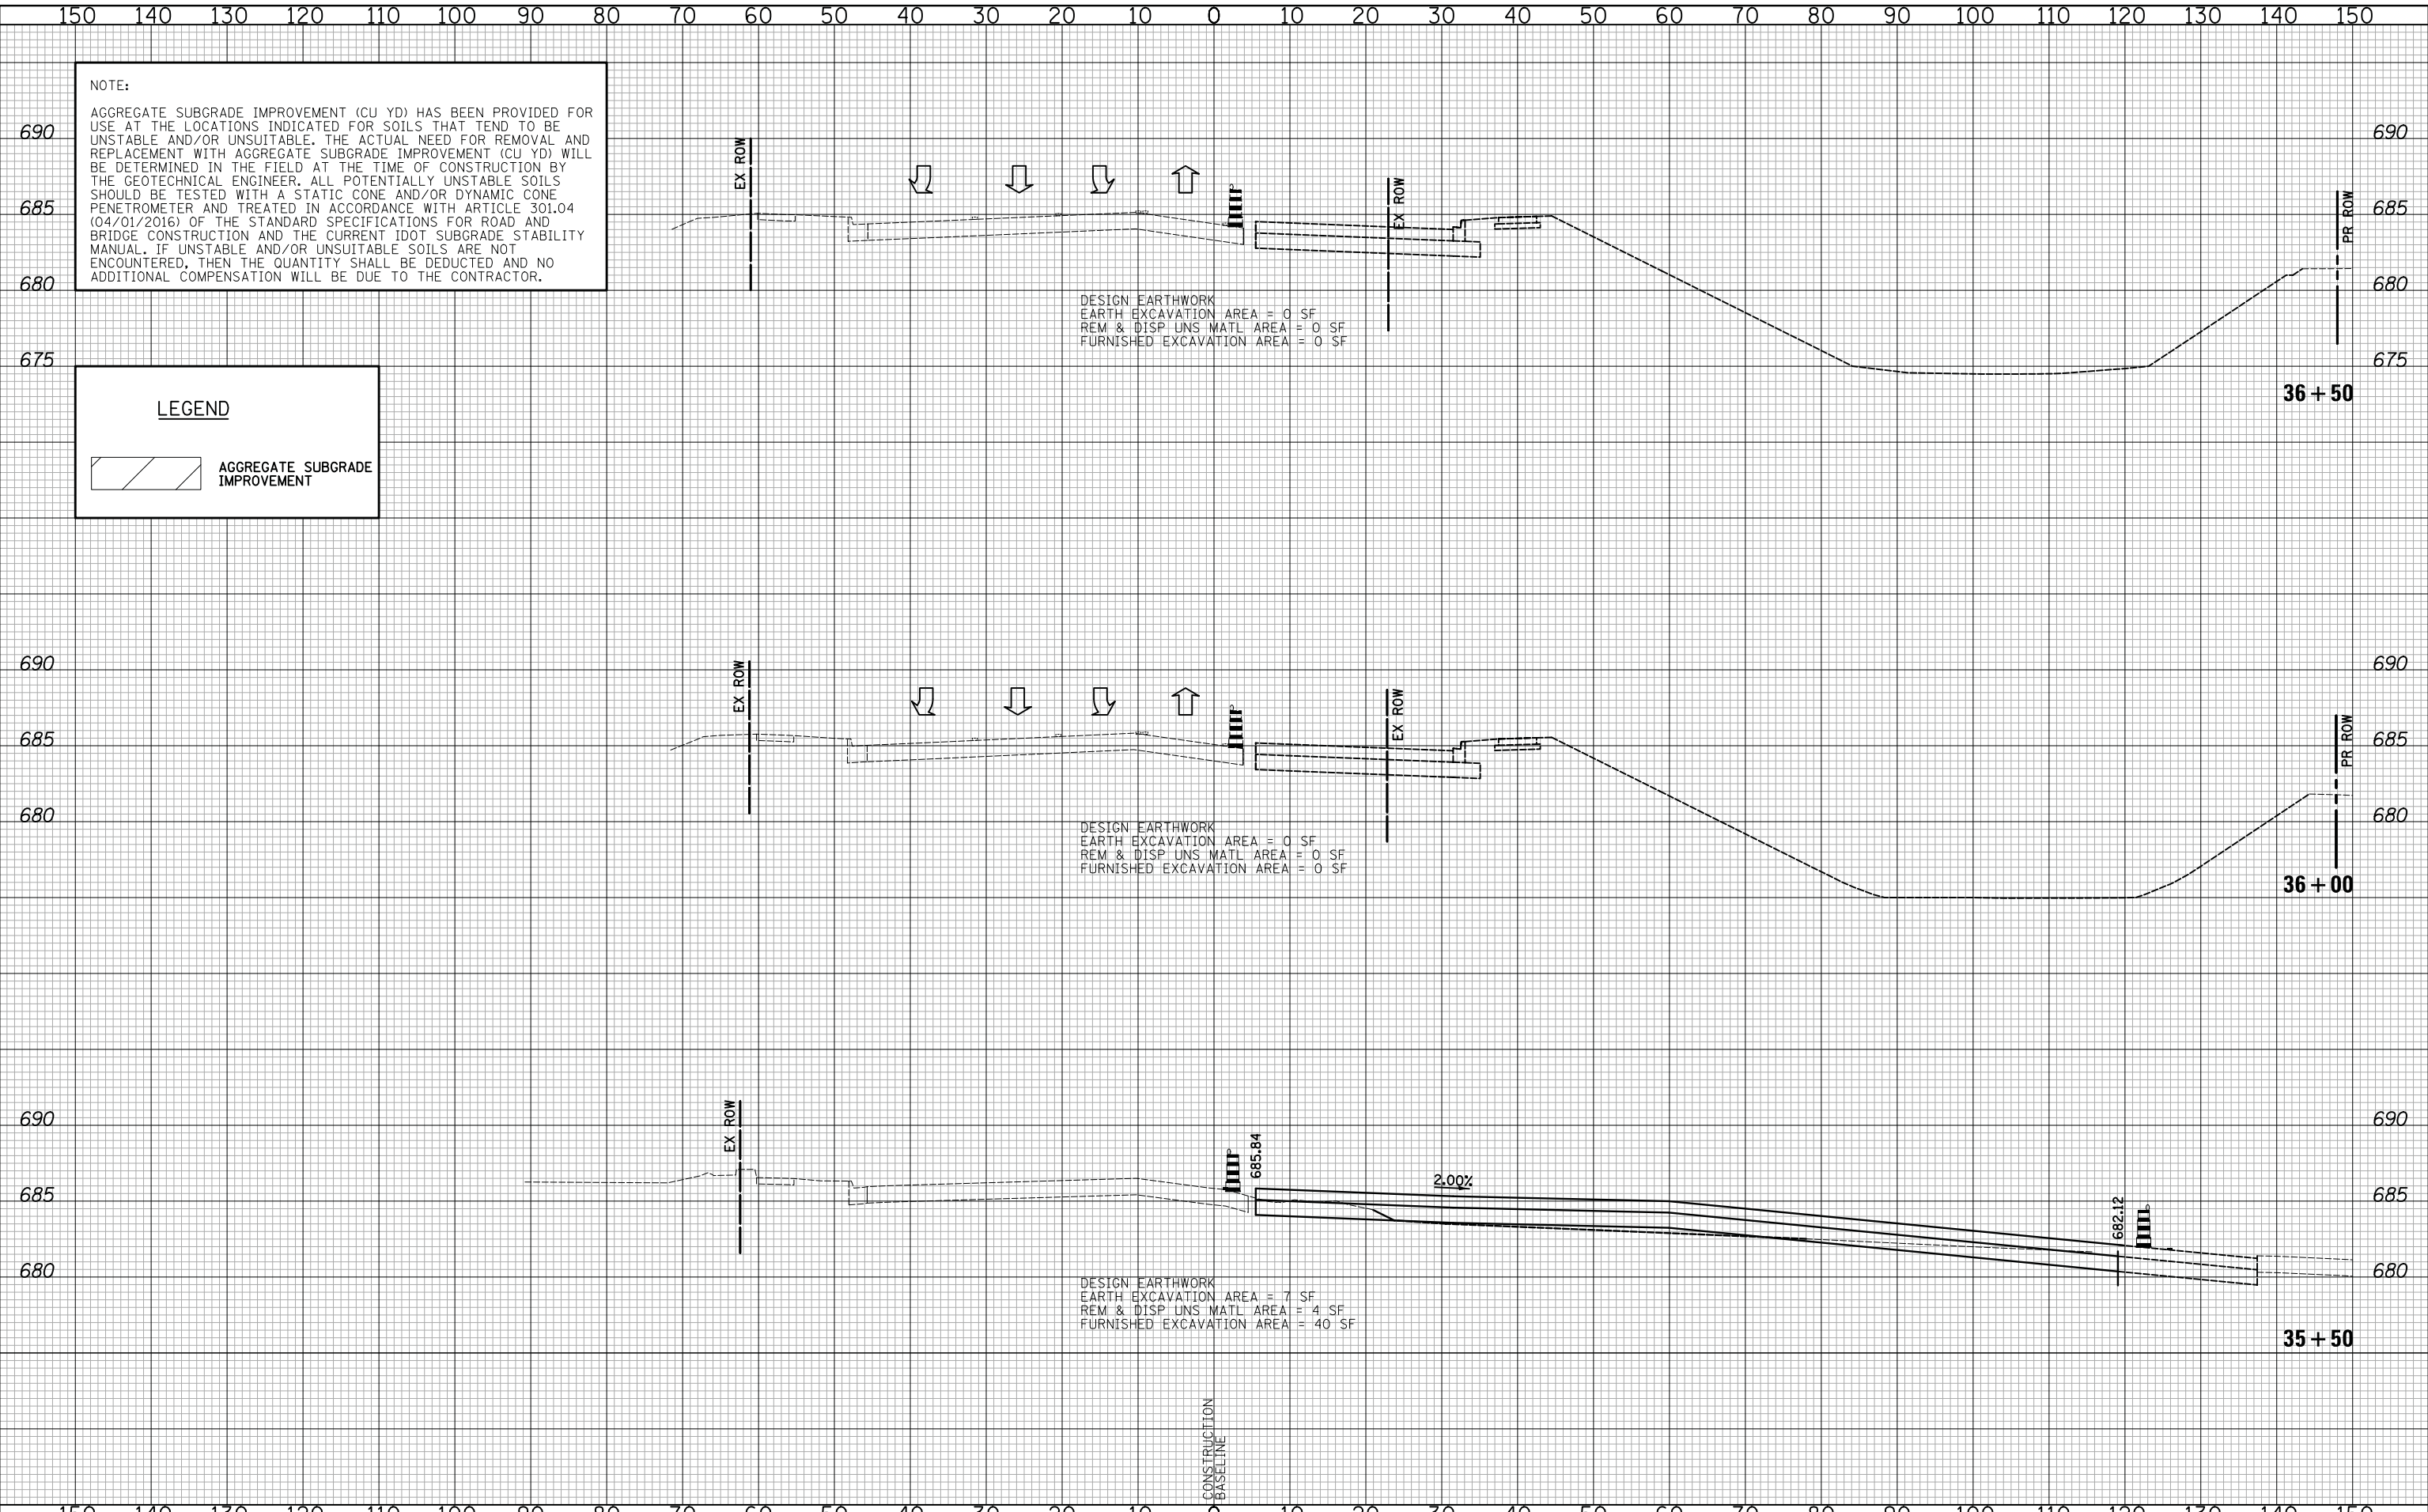 150 140 130 120 110 100 90 80 70 60 50 40 30 20 10 0 10 20 30 40 50 60 70 80 90 100 110 120 130 140 150
NOTE:
AGGREGATE SUBGRADE IMPROVEMENT (CU YD) HAS BEEN PROVIDED FOR
USE AT THE LOCATIONS INDICATED FOR SOILS THAT TEND TO BE
UNSTABLE AND/OR UNSUITABLE. THE ACTUAL NEED FOR REMOVAL AND
REPLACEMENT WITH AGGREGATE SUBGRADE IMPROVEMENT (CU YD) WILL
BE DETERMINED IN THE FIELD AT THE TIME OF CONSTRUCTION BY
THE GEOTECHNICAL ENGINEER. ALL POTENTIALLY UNSTABLE SOILS
SHOULD BE TESTED WITH A STATIC CONE AND/OR DYNAMIC CONE
PENETROMETER AND TREATED IN ACCORDANCE WITH ARTICLE 301.04
(04/01/2016) OF THE STANDARD SPECIFICATIONS FOR ROAD AND
BRIDGE CONSTRUCTION AND THE CURRENT IDOT SUBGRADE STABILITY
MANUAL. IF UNSTABLE AND/OR UNSUITABLE SOILS ARE NOT
ENCOUNTERED, THEN THE QUANTITY SHALL BE DEDUCTED AND NO
ADDITIONAL COMPENSATION WILL BE DUE TO THE CONTRACTOR.
690 690
EX ROW
EX ROW
PR ROW
685 685
680 680
DESIGN EARTHWORK
EARTH EXCAVATION AREA = 0 SF
REM & DISP UNS MATL AREA = 0 SF
FURNISHED EXCAVATION AREA = 0 SF
675 675
36+50
LEGEND
AGGREGATE SUBGRADE
IMPROVEMENT
690 690
EX ROW
EX ROW
PR ROW
685 685
680 680
DESIGN EARTHWORK
EARTH EXCAVATION AREA = 0 SF
REM & DISP UNS MATL AREA = 0 SF
FURNISHED EXCAVATION AREA = 0 SF
36+00
690 690
EX ROW
685.84
2.00%
685 685
682.12
680 680
DESIGN EARTHWORK
EARTH EXCAVATION AREA = 7 SF
REM & DISP UNS MATL AREA = 4 SF
FURNISHED EXCAVATION AREA = 40 SF
35+50
CONSTRUCTION
BASELINE
150 140 130 120 110 100 90 80 70 60 50 40 30 20 10 0 10 20 30 40 50 60 70 80 90 100 110 120 130 140 150